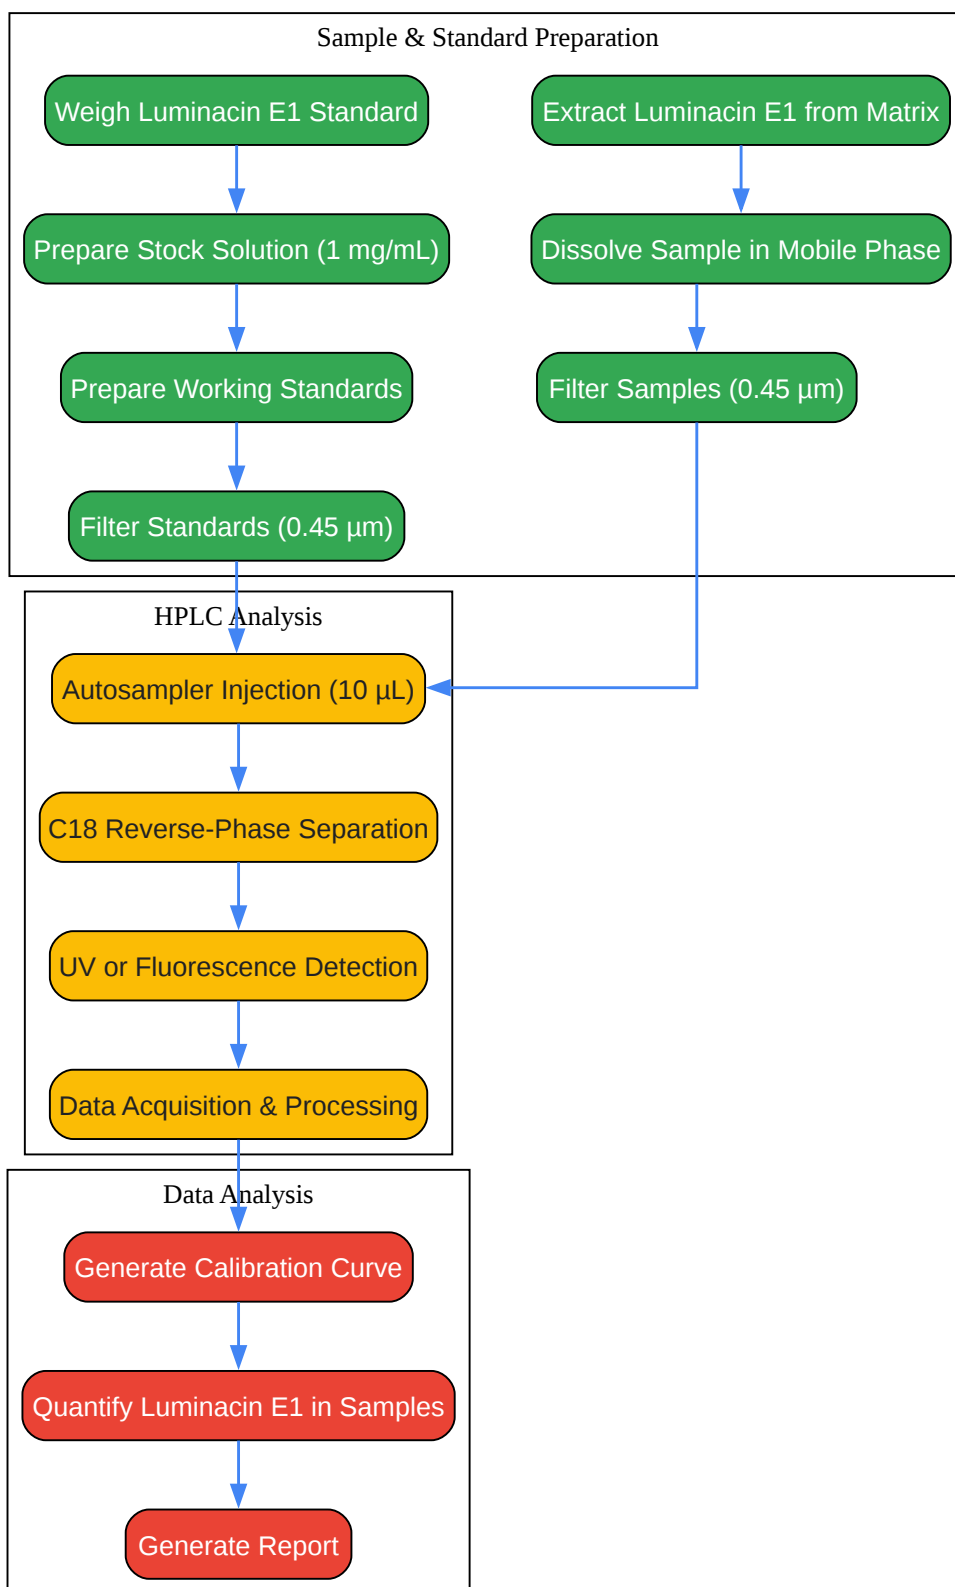 Sample & Standard Preparation
Weigh Luminacin E1 Standard
Extract Luminacin E1 from Matrix
Prepare Stock Solution (1 mg/mL)
Dissolve Sample in Mobile Phase
Prepare Working Standards
Filter Samples (0.45 µm)
Filter Standards (0.45 µm)
HPLC Analysis
Autosampler Injection (10 µL)
C18 Reverse-Phase Separation
UV or Fluorescence Detection
Data Acquisition & Processing
Data Analysis
Generate Calibration Curve
Quantify Luminacin E1 in Samples
Generate Report